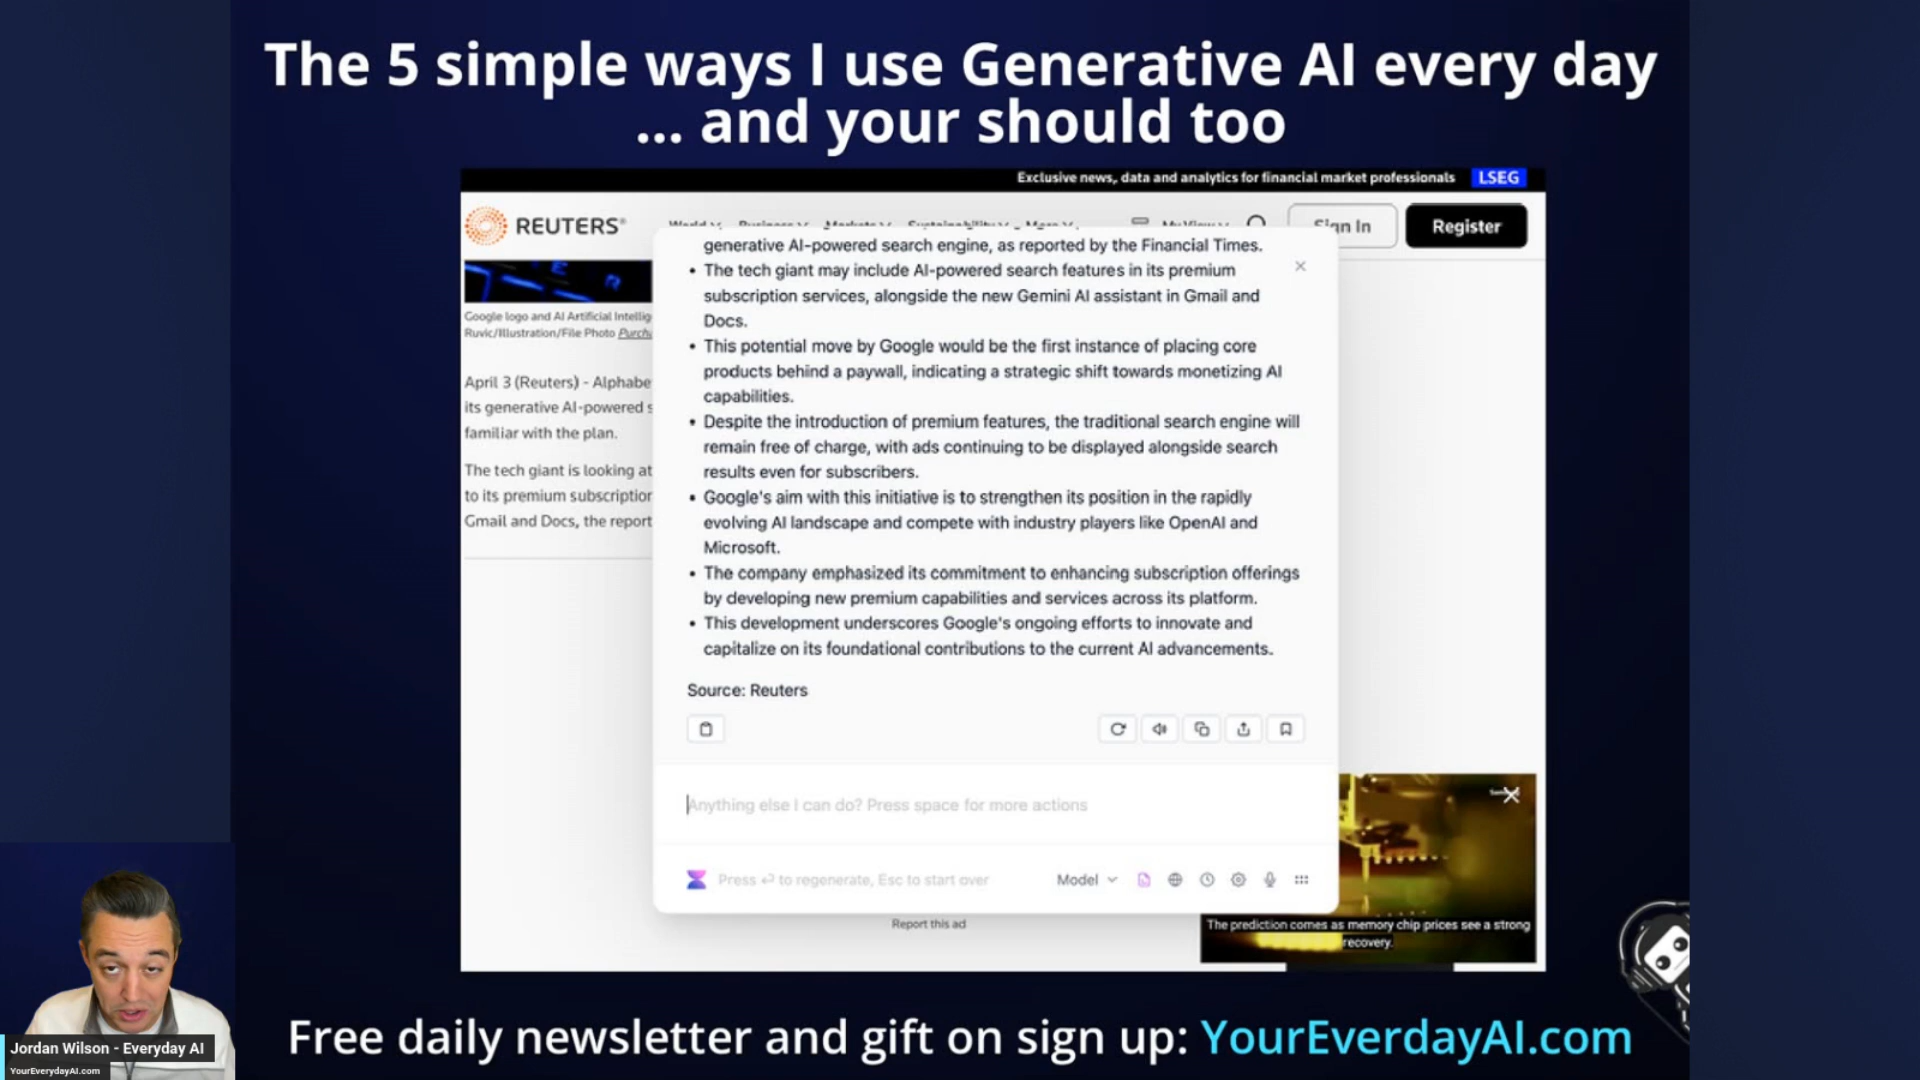 The 5 simple ways I use Generative AI every day
... and your should too
Exclusive news, data and analytics for financial market professionals LSEG
REUTERS®
World Business Markets Sustainability More My View
Sign In
Register
generative AI-powered search engine, as reported by the Financial Times.
• The tech giant may include AI-powered search features in its premium
subscription services, alongside the new Gemini AI assistant in Gmail and
Docs.
• This potential move by Google would be the first instance of placing core
products behind a paywall, indicating a strategic shift towards monetizing AI
capabilities.
• Despite the introduction of premium features, the traditional search engine will
remain free of charge, with ads continuing to be displayed alongside search
results even for subscribers.
• Google's aim with this initiative is to strengthen its position in the rapidly
evolving AI landscape and compete with industry players like OpenAI and
Microsoft.
• The company emphasized its commitment to enhancing subscription offerings
by developing new premium capabilities and services across its platform.
• This development underscores Google's ongoing efforts to innovate and
capitalize on its foundational contributions to the current AI advancements.
Source: Reuters
Anything else I can do? Press space for more actions
Press ⏎ to regenerate, Esc to start over
Model
E R
Google logo and AI Artificial Intellig
Ruvic/Illustration/File Photo Purch
April 3 (Reuters) - Alphabe
its generative AI-powered s
familiar with the plan.
The tech giant is looking at
to its premium subscription
Gmail and Docs, the report
Report this ad
The prediction comes as memory chip prices see a strong
recovery.
Jordan Wilson - Everyday AI
YourEverydayAI.com
Free daily newsletter and gift on sign up: YourEverdayAI.com